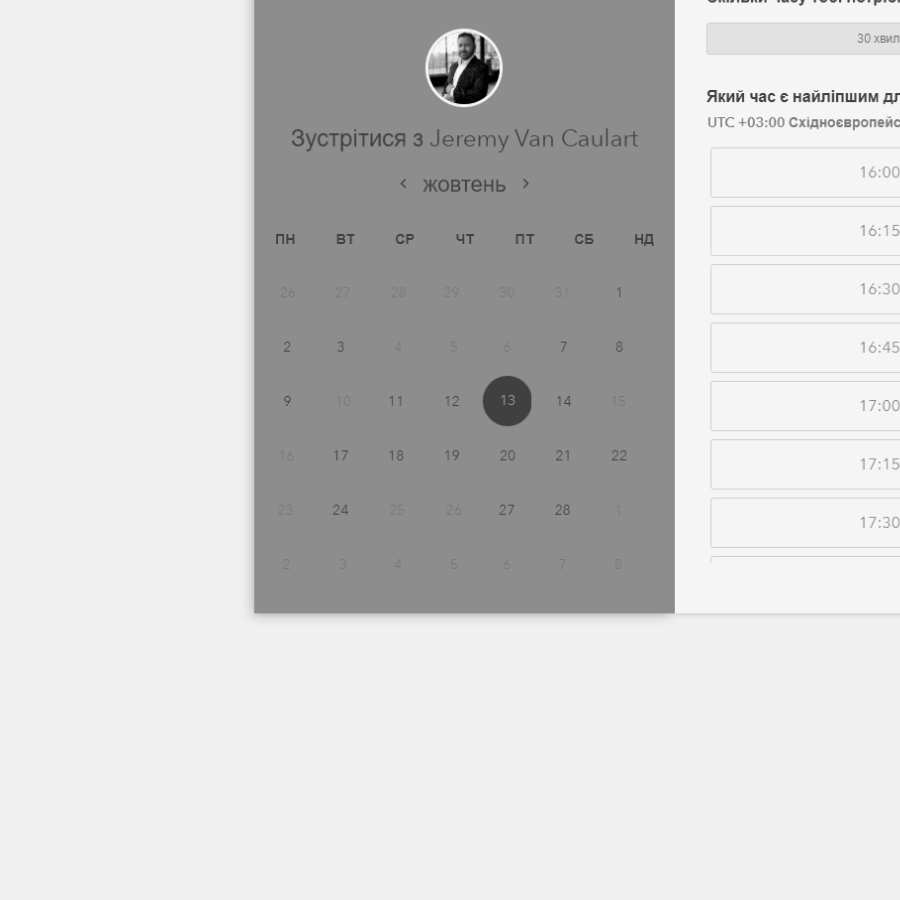 30 хвил
Який час є найліпшим дл
UTC +03:00 Східноєвропейс
16:00
16:15
16:30
16:45
17:00
17:15
17:30
Зустрітися з Jeremy Van Caulart
‹ жовтень ›
ПН ВТ СР ЧТ ПТ СБ НД
26 27 28 29 30 31 1
2 3 4 5 6 7 8
9 10 11 12 13 14 15
16 17 18 19 20 21 22
23 24 25 26 27 28 1
2 3 4 5 6 7 8